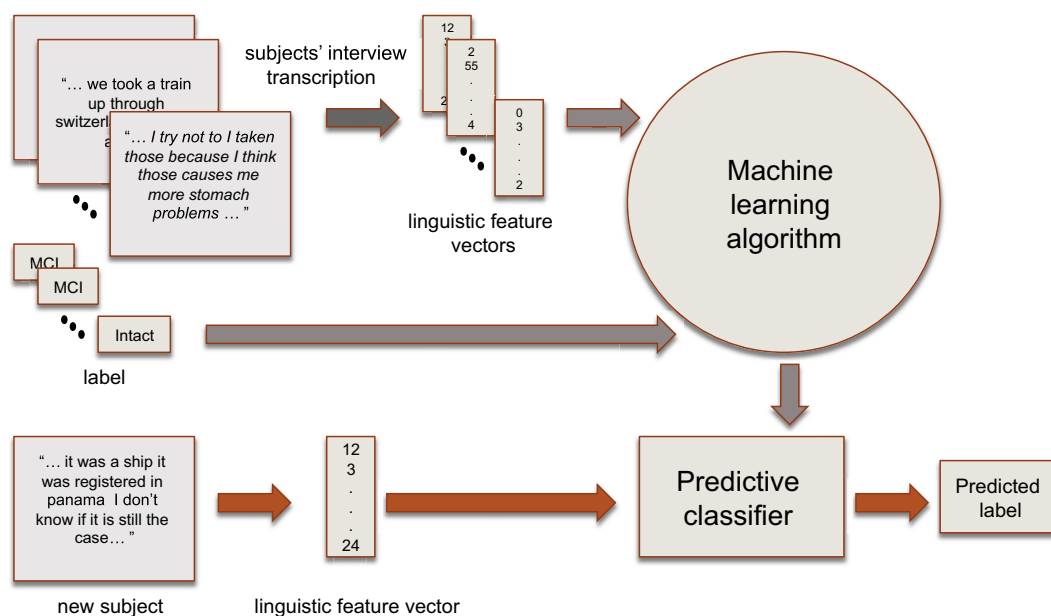 subjects' interview
transcription
"… we took a train
up through
switzerl
a
"… I try not to I taken
those because I think
those causes me
more stomach
problems … "
12
2
2
55
.
.
.
4
0
3
.
.
.
2
linguistic feature
vectors
Machine
learning
algorithm
MCI
MCI
Intact
label
"… it was a ship it
was registered in
panama I don't
know if it is still the
case… "
new subject
12
3
.
.
.
24
linguistic feature vector
Predictive
classifier
Predicted
label